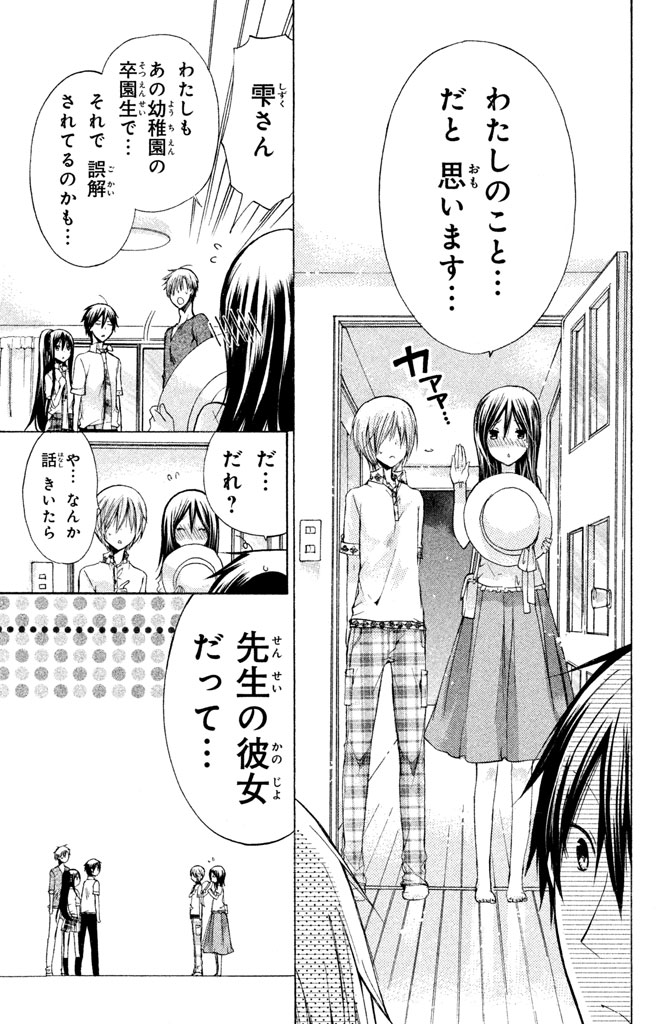 わたしのこと…
だと 思います…
カァァ…
雫さん
わたしも
あの幼稚園の
卒園生で…
それで 誤解
されてるのかも…
だ…
だれ?
や… なんか
話 きいたら
先生の彼女
だって…